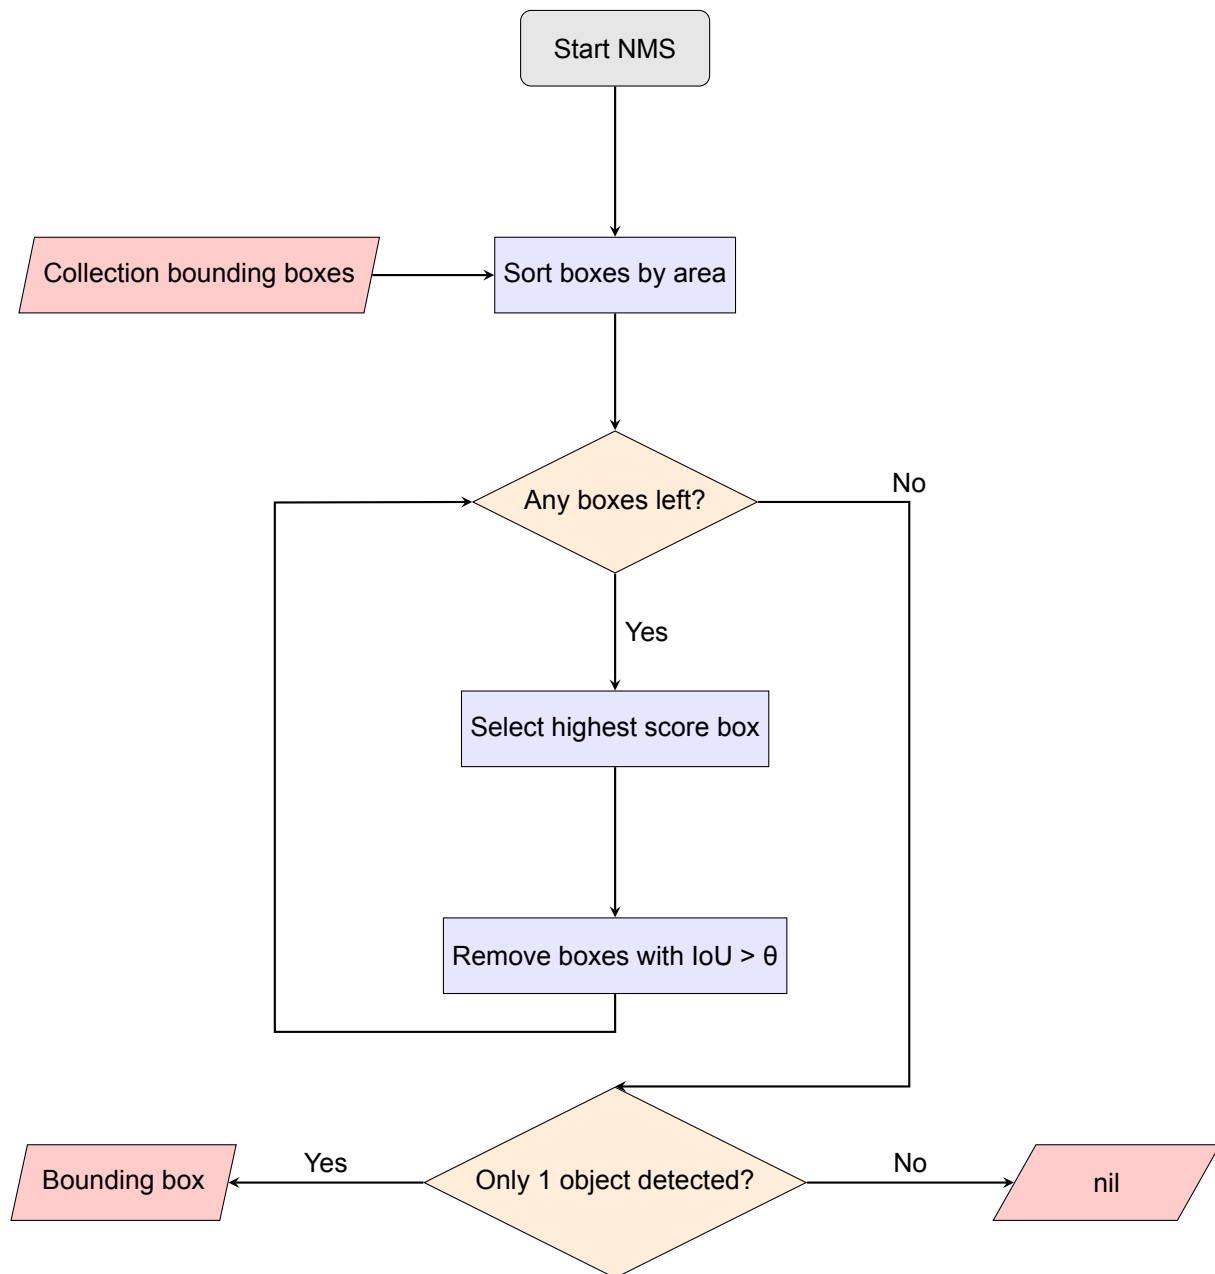 Start NMS
Collection bounding boxes
Sort boxes by area
Any boxes left?
No
Yes
Select highest score box
Remove boxes with IoU > θ
Bounding box
Yes
Only 1 object detected?
No
nil